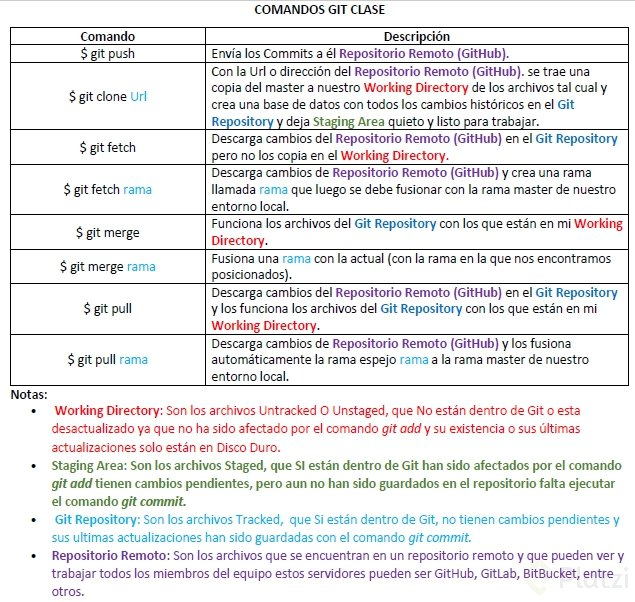 COMANDOS GIT CLASE
Comando Descripción
$ git push Envía los Commits a él Repositorio Remoto (GitHub).
$ git clone Url Con la Url o dirección del Repositorio Remoto (GitHub). se trae una
copia del master a nuestro Working Directory de los archivos tal cual y
crea una base de datos con todos los cambios históricos en el Git
Repository y deja Staging Area quieto y listo para trabajar.
$ git fetch Descarga cambios del Repositorio Remoto (GitHub) en el Git Repository
pero no los copia en el Working Directory.
$ git fetch rama Descarga cambios de Repositorio Remoto (GitHub) y crea una rama
llamada rama que luego se debe fusionar con la rama master de nuestro
entorno local.
$ git merge Funciona los archivos del Git Repository con los que están en mi Working
Directory.
$ git merge rama Fusiona una rama con la actual (con la rama en la que nos encontramos
posicionados).
$ git pull Descarga cambios del Repositorio Remoto (GitHub) en el Git Repository
y los funciona los archivos del Git Repository con los que están en mi
Working Directory.
$ git pull rama Descarga cambios de Repositorio Remoto (GitHub) y los fusiona
automáticamente la rama espejo rama a la rama master de nuestro
entorno local.
Notas:
• Working Directory: Son los archivos Untracked O Unstaged, que No están dentro de Git o esta
desactualizado ya que no ha sido afectado por el comando git add y su existencia o sus últimas
actualizaciones solo están en Disco Duro.
• Staging Area: Son los archivos Staged, que SI están dentro de Git han sido afectados por el comando
git add tienen cambios pendientes, pero aun no han sido guardados en el repositorio falta ejecutar
el comando git commit.
• Git Repository: Son los archivos Tracked, que Si están dentro de Git, no tienen cambios pendientes y
sus ultimas actualizaciones han sido guardadas con el comando git commit.
• Repositorio Remoto: Son los archivos que se encuentran en un repositorio remoto y que pueden ver y
trabajar todos los miembros del equipo estos servidores pueden ser GitHub, GitLab, BitBucket, entre
otros.
Platzi